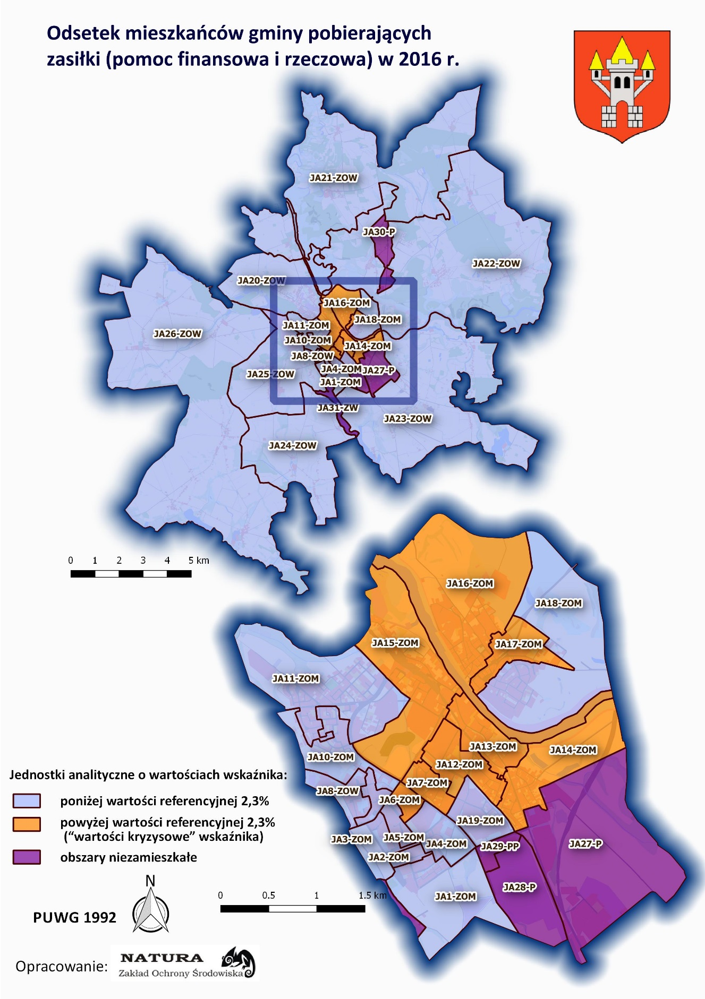 Odsetek mieszkańców gminy pobierających
zasiłki (pomoc finansowa i rzeczowa) w 2016 r.
JA21-ZOW
JA30-P
JA22-ZOW
JA20-ZOW
JA16-ZOM
JA18-ZOM
JA11-ZOM
JA26-ZOW
JA10-ZOM
JA14-ZOM
JA8-ZOW
JA4-ZOM
JA27-P
JA25-ZOW
JA1-ZOM
JA31-ZW
JA23-ZOW
JA24-ZOW
0 1 2 3 4 5 km
JA16-ZOM
JA18-ZOM
JA15-ZOM
JA17-ZOM
JA11-ZOM
JA13-ZOM
JA14-ZOM
JA10-ZOM
JA12-ZOM
JA7-ZOM
JA8-ZOW
JA6-ZOM
JA19-ZOM
JA3-ZOM
JA5-ZOM
JA4-ZOM
JA29-PP
JA27-P
JA2-ZOM
JA28-P
JA1-ZOM
Jednostki analityczne o wartościach wskaźnika:
poniżej wartości referencyjnej 2,3%
powyżej wartości referencyjnej 2,3%
(“wartości kryzysowe” wskaźnika)
obszary niezamieszkałe
N
0 0.5 1 1.5 km
PUWG 1992
Opracowanie:
NATURA
Zakład Ochrony Środowiska